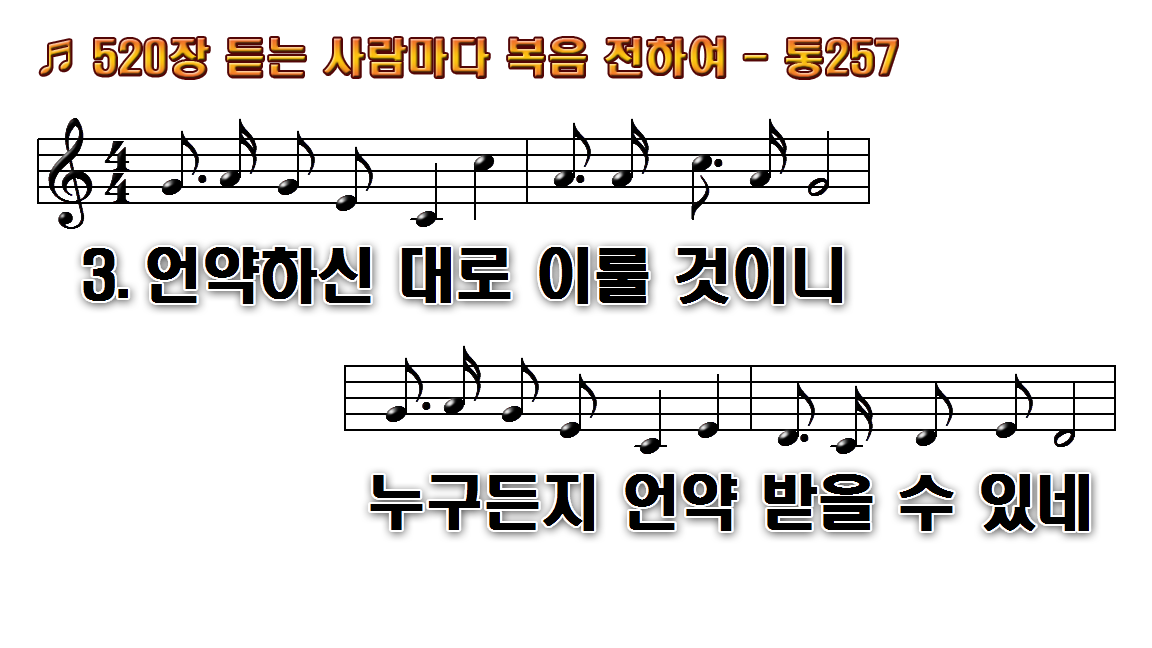 ♬ 520장 듣는 사람마다 복음 전하여 - 통257
3. 언약하신 대로 이룰 것이니
누구든지 언약 받을 수 있네